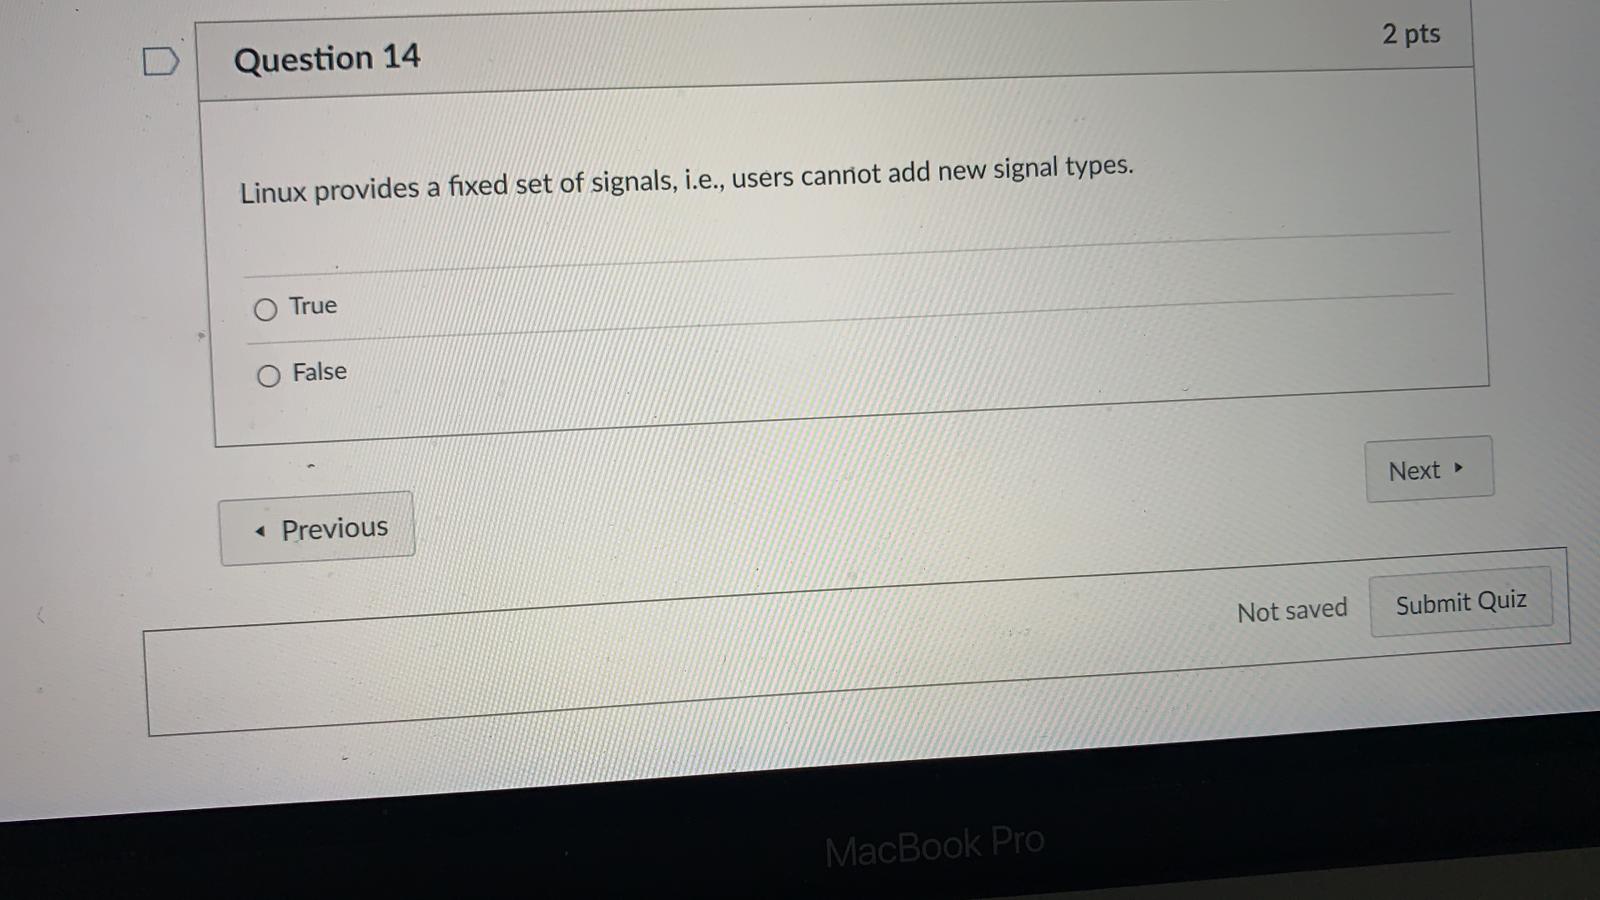 Question 14
2 pts
Linux provides a fixed set of signals, i.e., users cannot add new signal types.
True
False
Next
Previous
Not saved
Submit Quiz
MacBook Pro